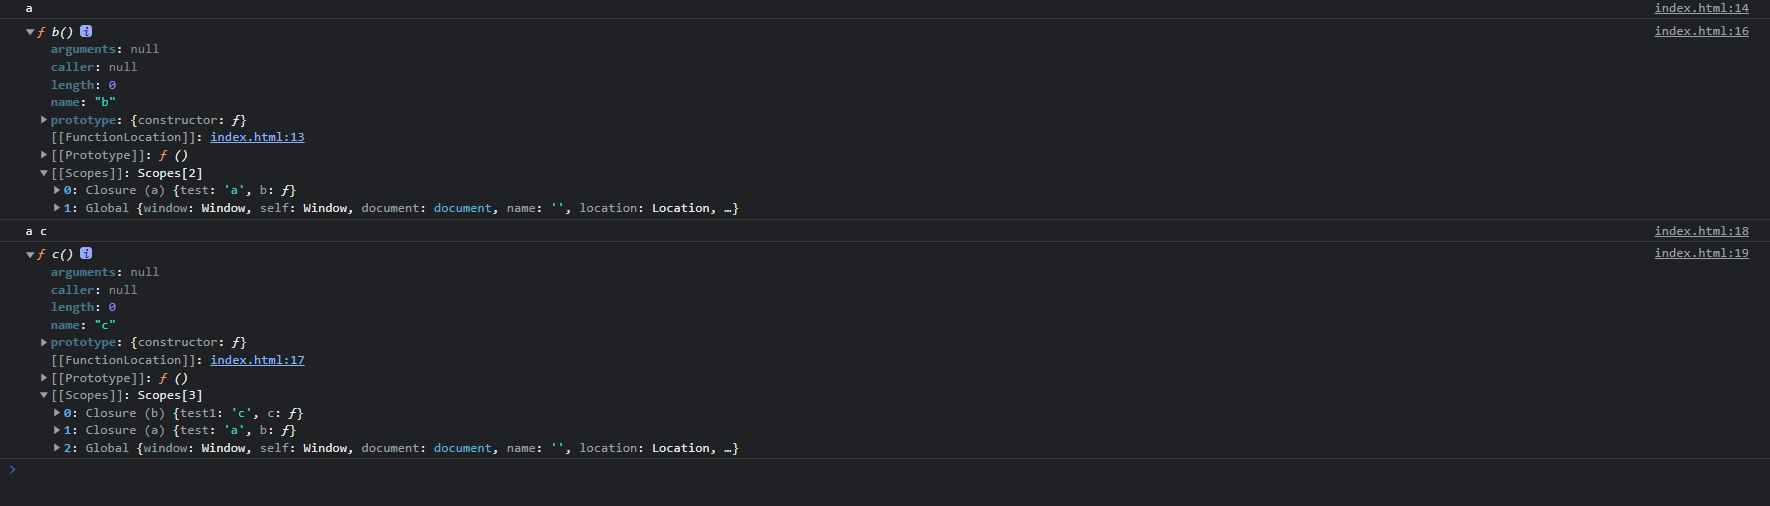 a index.html:14
▼ƒ b() i index.html:16
arguments: null
caller: null
length: 0
name: "b"
▶prototype: {constructor: ƒ}
[[FunctionLocation]]: index.html:13
▶[[Prototype]]: ƒ ()
▼[[Scopes]]: Scopes[2]
▶0: Closure (a) {test: 'a', b: ƒ}
▶1: Global {window: Window, self: Window, document: document, name: '', location: Location, …}
a c index.html:18
▼ƒ c() i index.html:19
arguments: null
caller: null
length: 0
name: "c"
▶prototype: {constructor: ƒ}
[[FunctionLocation]]: index.html:17
▶[[Prototype]]: ƒ ()
▼[[Scopes]]: Scopes[3]
▶0: Closure (b) {test1: 'c', c: ƒ}
▶1: Closure (a) {test: 'a', b: ƒ}
▶2: Global {window: Window, self: Window, document: document, name: '', location: Location, …}
>